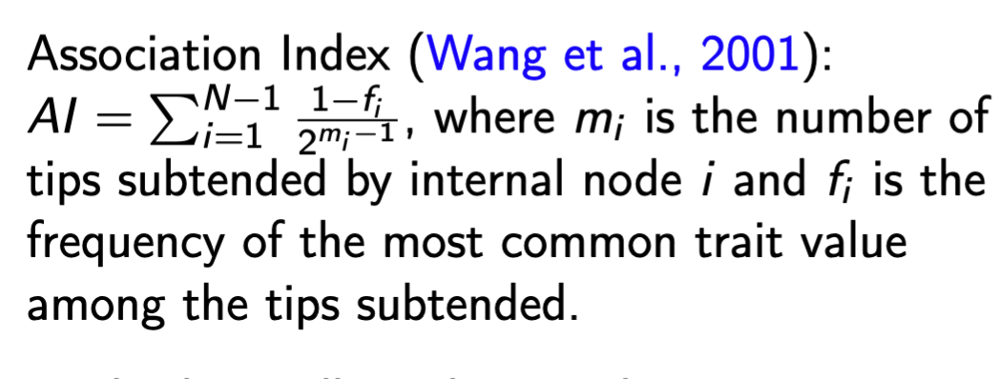 Association Index (Wang et al., 2001):
AI = ∑_{i=1}^{N−1} \frac{1−f_i}{2^{m_i−1}}, where m_i is the number of
tips subtended by internal node i and f_i is the
frequency of the most common trait value
among the tips subtended.